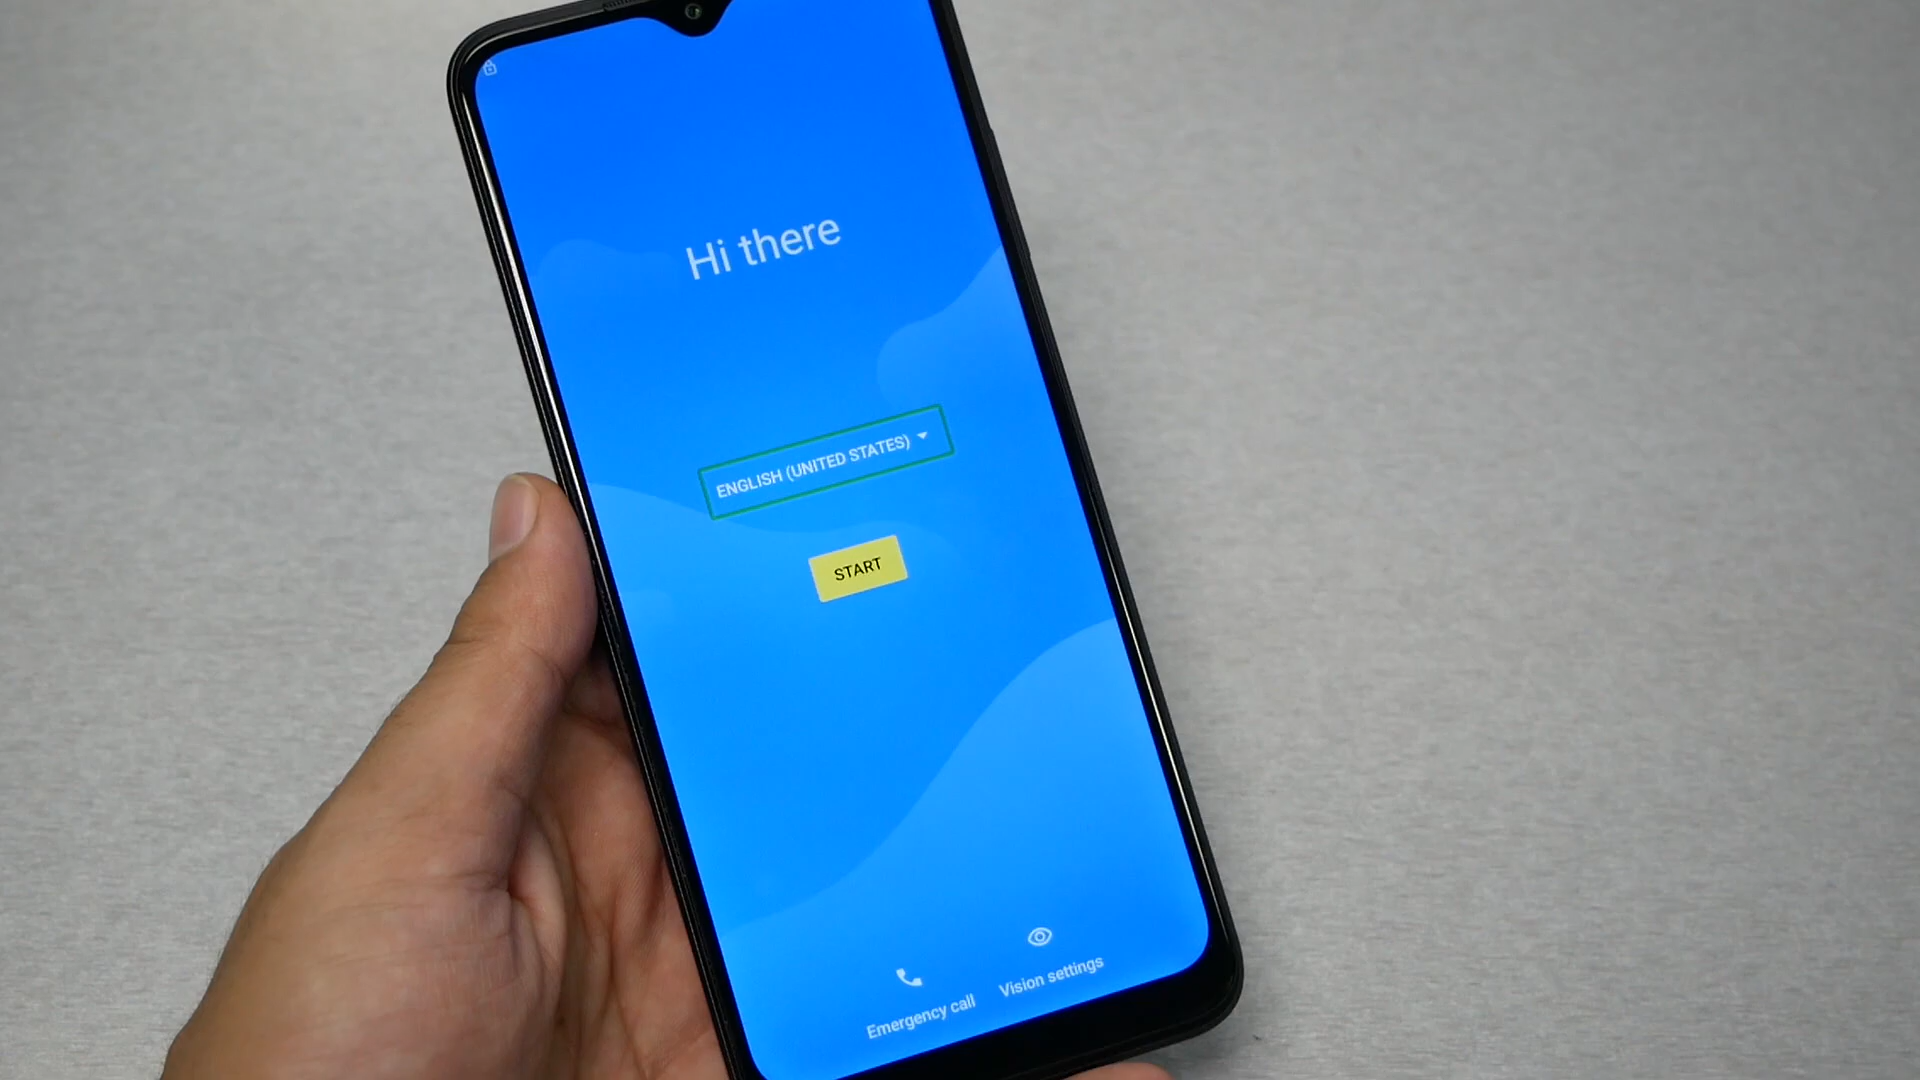 Hi there
ENGLISH (UNITED STATES)
START
Emergency call
Vision settings